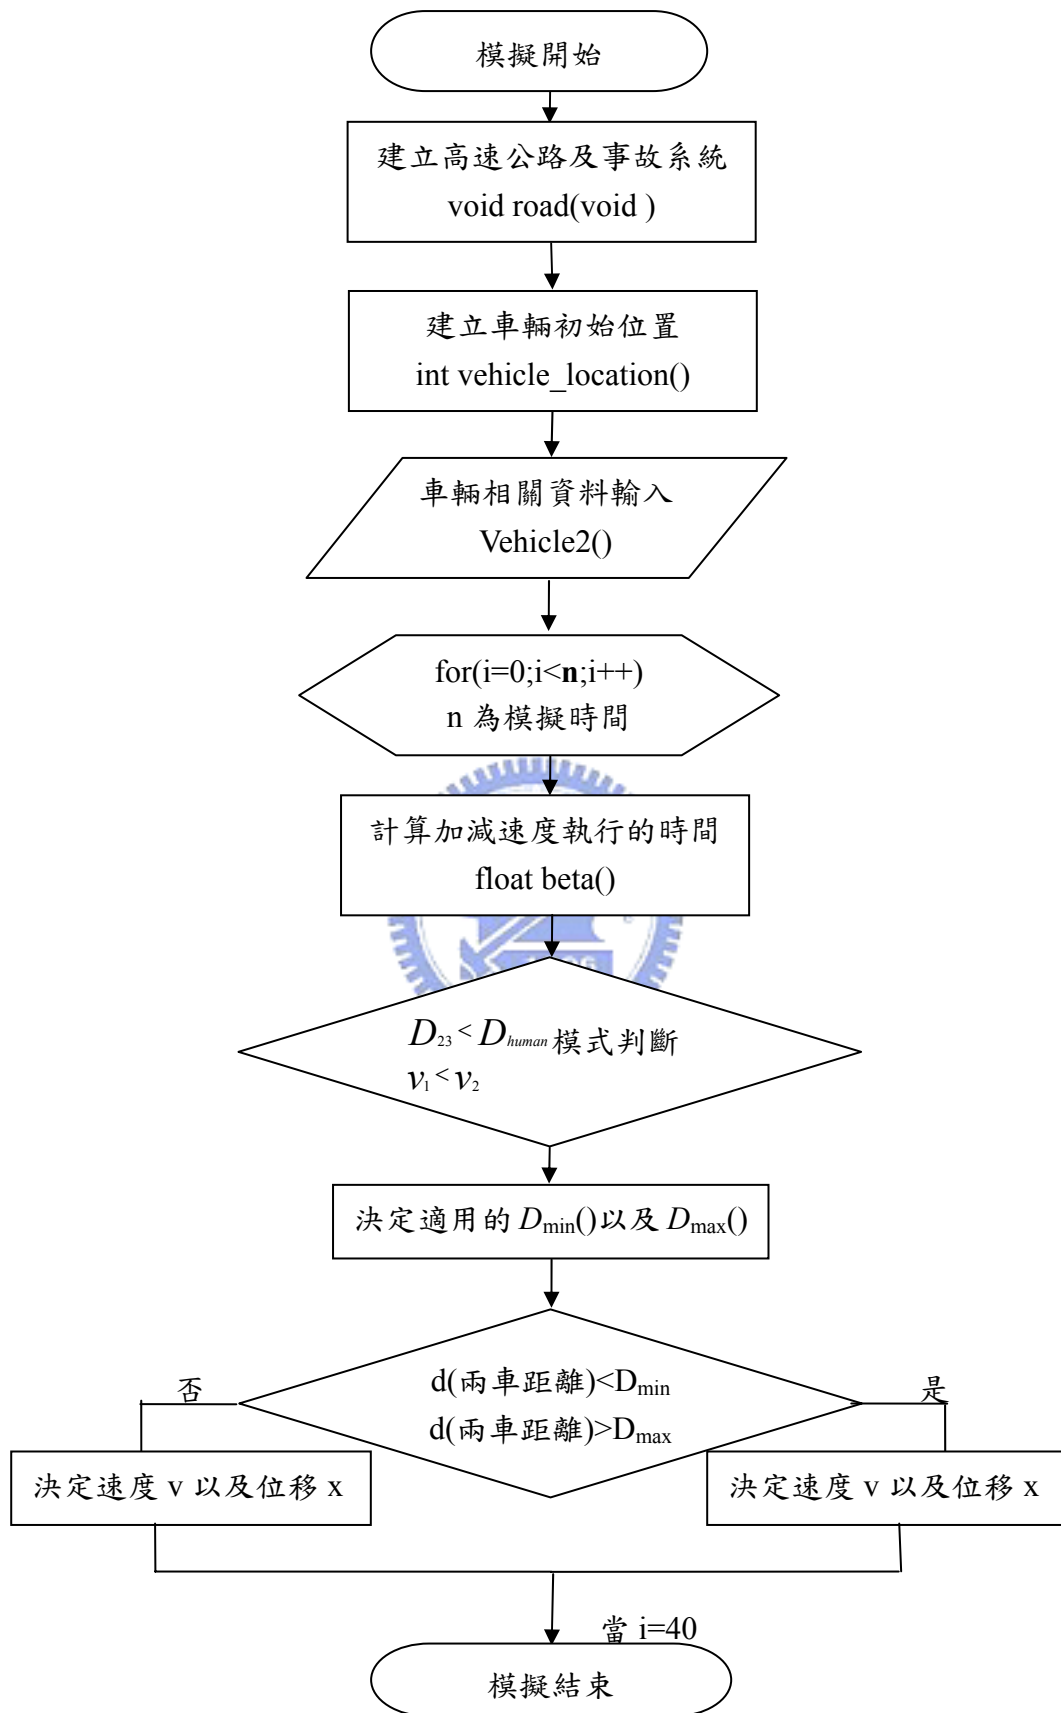 模擬開始
建立高速公路及事故系統
void road(void )
建立車輛初始位置
int vehicle_location()
車輛相關資料輸入
Vehicle2()
for(i=0;i<n;i++)
n 為模擬時間
計算加減速度執行的時間
float beta()
D23 < Dhuman 模式判斷
v1 < v2
決定適用的 Dmin()以及 Dmax()
d(兩車距離)<Dmin
d(兩車距離)>Dmax
否
是
決定速度 v 以及位移 x
決定速度 v 以及位移 x
當 i=40
模擬結束